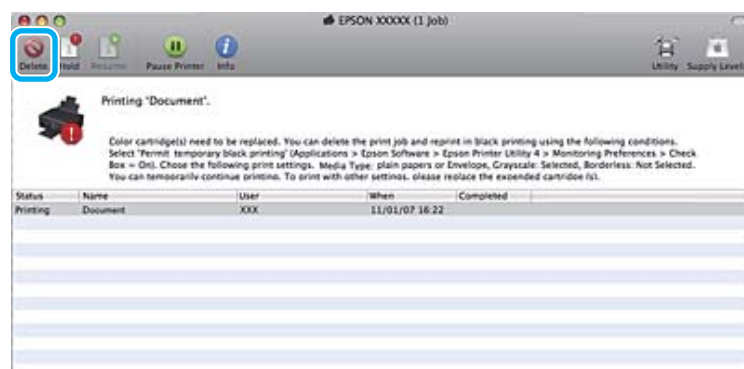 EPSON XXXXX (1 Job)
Delete Hold Resume Pause Printer Info Utility Supply Levels
Printing "Document".
Color cartridge(s) need to be replaced. You can delete the print job and reprint in black printing using the following conditions.
Select "Permit temporary black printing" (Applications > Epson Software > Epson Printer Utility 4 > Monitoring Preferences > Check
Box = On). Chose the following print settings. Media Type: plain papers or Envelope, Grayscale: Selected, Borderless: Not Selected.
You can temporarily continue printing. To print with other settings, please replace the expended cartridge (s).
Status Name User When Completed
Printing Document XXX 11/01/07 16:22